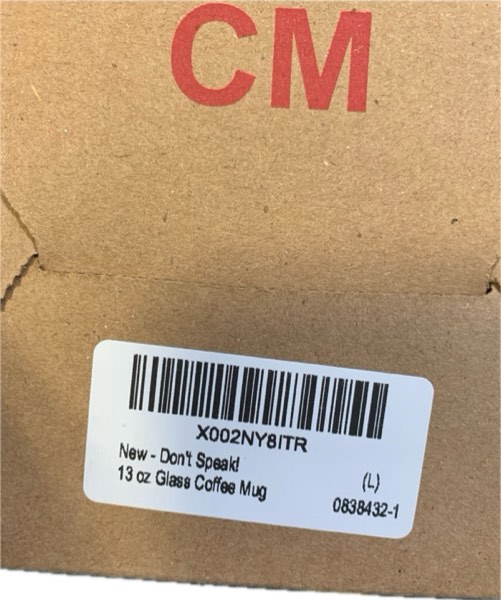 CM
X002NY8ITR
New - Don't Speak!
13 oz Glass Coffee Mug
(L)
0838432-1